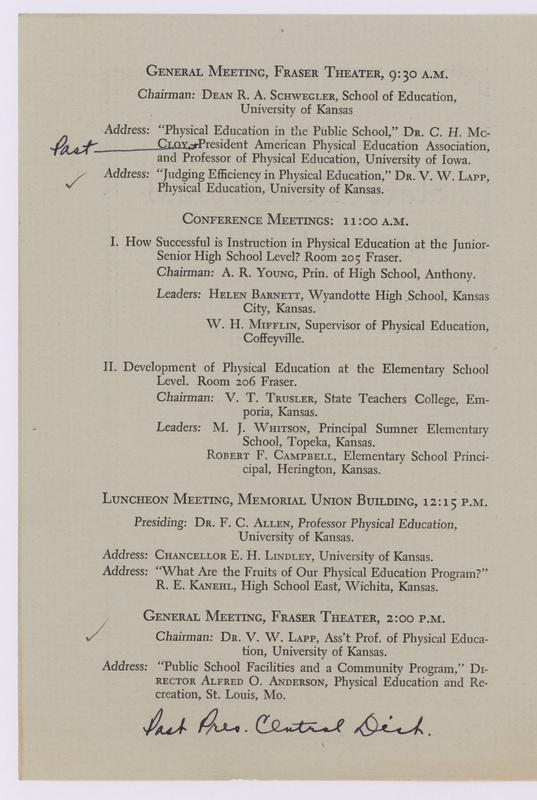 GENERAL MEETING, FRASER THEATER, 9:30 A.M.
Chairman: DEAN R. A. SCHWEGLER, School of Education,
University of Kansas
Address: "Physical Education in the Public School," DR. C. H. MC-
Past CLOY, President American Physical Education Association,
and Professor of Physical Education, University of Iowa.
Address: "Judging Efficiency in Physical Education," DR. V. W. LAPP,
Physical Education, University of Kansas.
CONFERENCE MEETINGS: 11:00 A.M.
I. How Successful is Instruction in Physical Education at the Junior-
Senior High School Level? Room 205 Fraser.
Chairman: A. R. YOUNG, Prin. of High School, Anthony.
Leaders: HELEN BARNETT, Wyandotte High School, Kansas
City, Kansas.
W. H. MIFFLIN, Supervisor of Physical Education,
Coffeyville.
II. Development of Physical Education at the Elementary School
Level. Room 206 Fraser.
Chairman: V. T. TRUSLER, State Teachers College, Em-
poria, Kansas.
Leaders: M. J. WHITSON, Principal Sumner Elementary
School, Topeka, Kansas.
ROBERT F. CAMPBELL, Elementary School Princi-
cipal, Herington, Kansas.
LUNCHEON MEETING, MEMORIAL UNION BUILDING, 12:15 P.M.
Presiding: DR. F. C. ALLEN, Professor Physical Education,
University of Kansas.
Address: CHANCELLOR E. H. LINDLEY, University of Kansas.
Address: "What Are the Fruits of Our Physical Education Program?"
R. E. KANEHL, High School East, Wichita, Kansas.
GENERAL MEETING, FRASER THEATER, 2:00 P.M.
Chairman: DR. V. W. LAPP, Ass't Prof. of Physical Educa-
tion, University of Kansas.
Address: "Public School Facilities and a Community Program," DI-
RECTOR ALFRED O. ANDERSON, Physical Education and Re-
creation, St. Louis, Mo.
Past Pres. Central Dist.